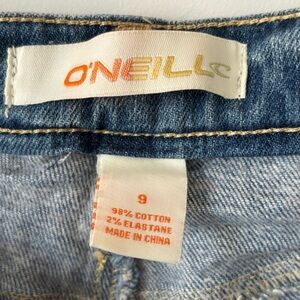 O'NEILL
9
98% COTTON
2% ELASTANE
MADE IN CHINA